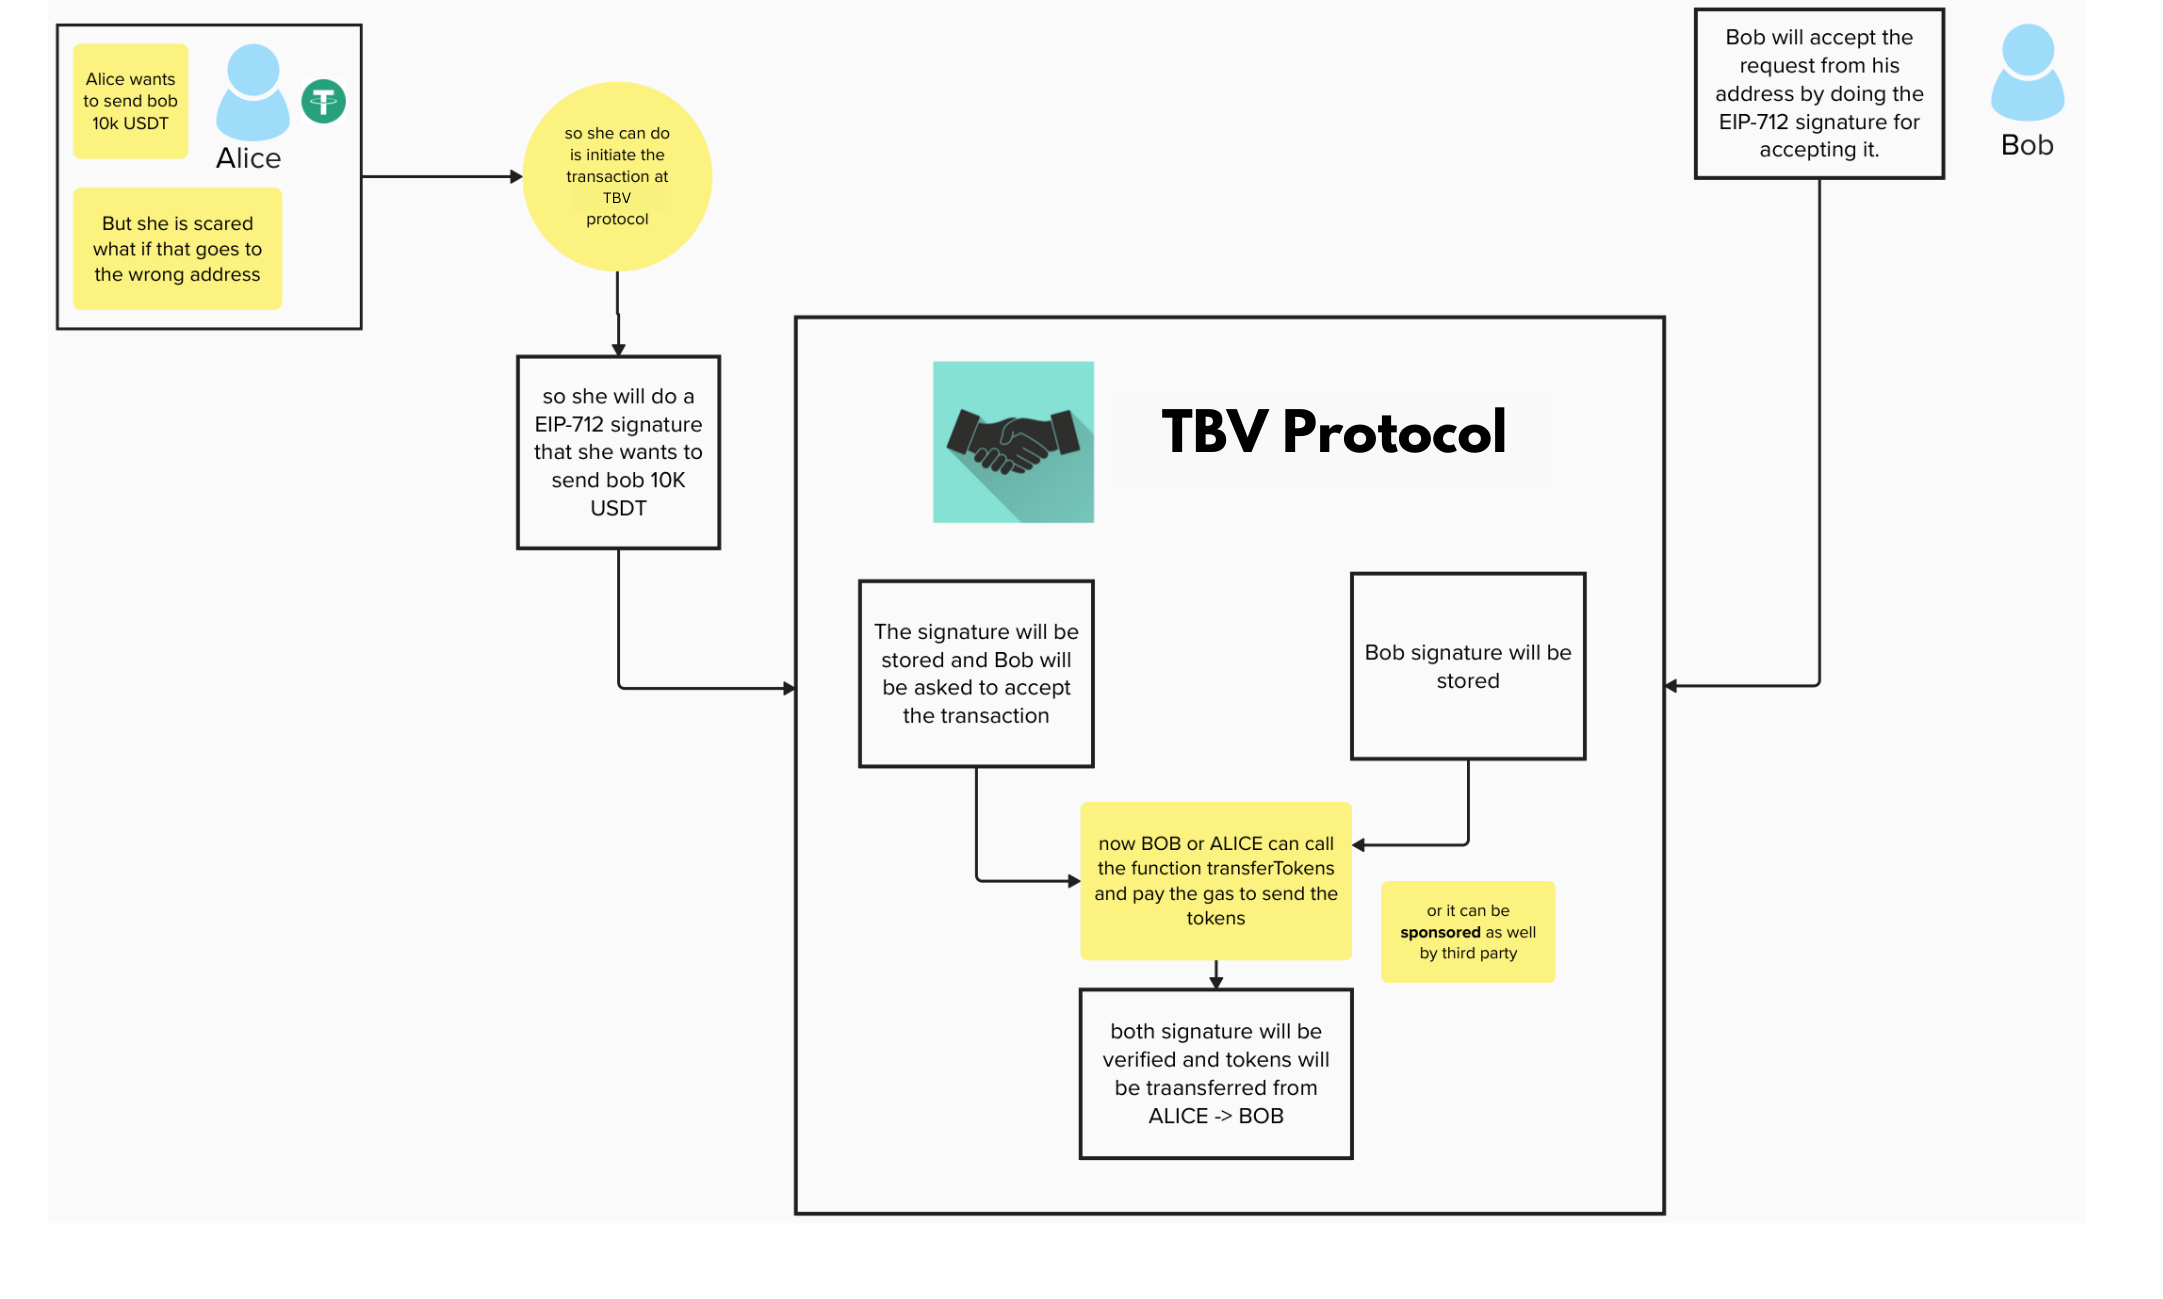 Alice wants
to send bob
10k USDT
Alice
But she is scared
what if that goes to
the wrong address
so she can do
is initiate the
transaction at
TBV
protocol
so she will do a
EIP-712 signature
that she wants to
send bob 10K
USDT
Bob will accept the
request from his
address by doing the
EIP-712 signature for
accepting it.
Bob
TBV Protocol
The signature will be
stored and Bob will
be asked to accept
the transaction
Bob signature will be
stored
now BOB or ALICE can call
the function transferTokens
and pay the gas to send the
tokens
or it can be
sponsored as well
by third party
both signature will be
verified and tokens will
be traansferred from
ALICE -> BOB